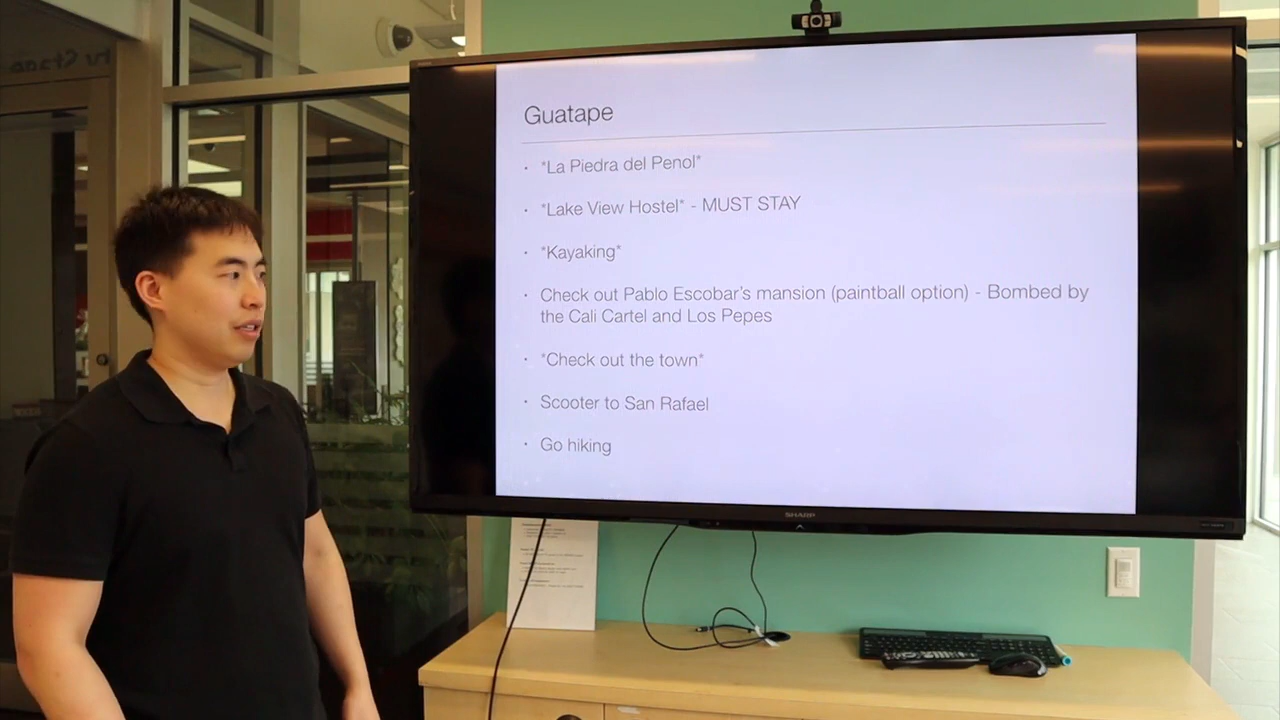 Guatape
• *La Piedra del Penol*
• *Lake View Hostel* - MUST STAY
• *Kayaking*
• Check out Pablo Escobar's mansion (paintball option) - Bombed by
the Cali Cartel and Los Pepes
• *Check out the town*
• Scooter to San Rafael
• Go hiking
SHARP